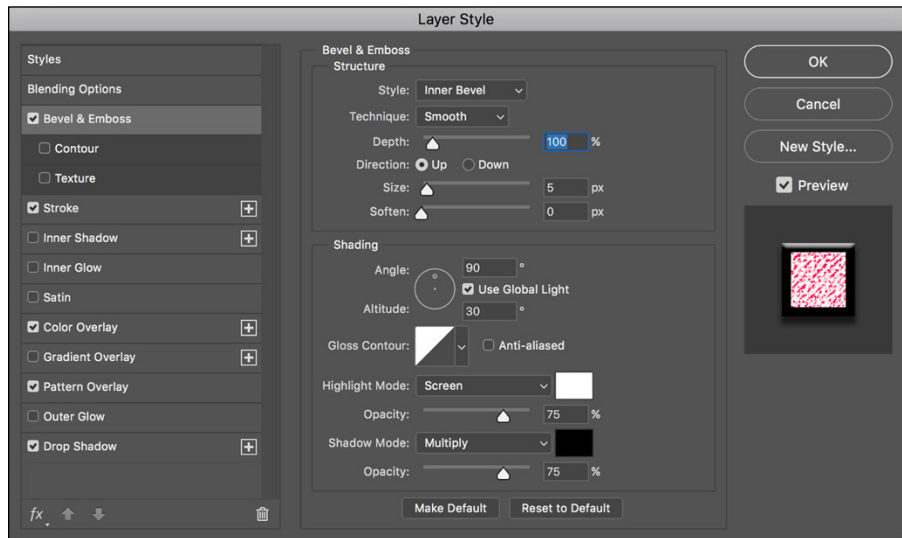 Layer Style
Styles
Blending Options
Bevel & Emboss
Contour
Texture
Stroke
Inner Shadow
Inner Glow
Satin
Color Overlay
Gradient Overlay
Pattern Overlay
Outer Glow
Drop Shadow
fx
Bevel & Emboss
Structure
Style: Inner Bevel
Technique: Smooth
Depth: 100 %
Direction: Up Down
Size: 5 px
Soften: 0 px
Shading
Angle: 90 °
Use Global Light
Altitude: 30 °
Gloss Contour: Anti-aliased
Highlight Mode: Screen
Opacity: 75 %
Shadow Mode: Multiply
Opacity: 75 %
Make Default Reset to Default
OK
Cancel
New Style...
Preview